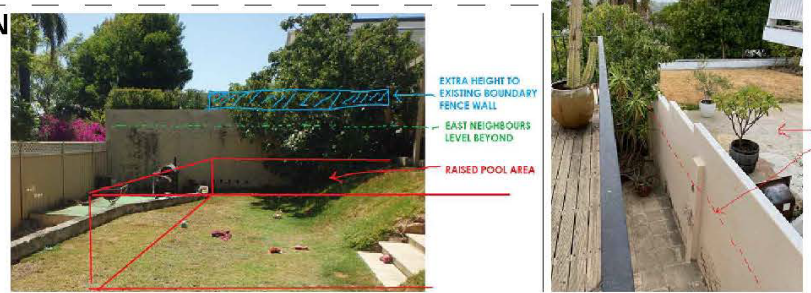 N
EXTRA HEIGHT TO
EXISTING BOUNDARY
FENCE WALL
EAST NEIGHBOURS
LEVEL BEYOND
RAISED POOL AREA